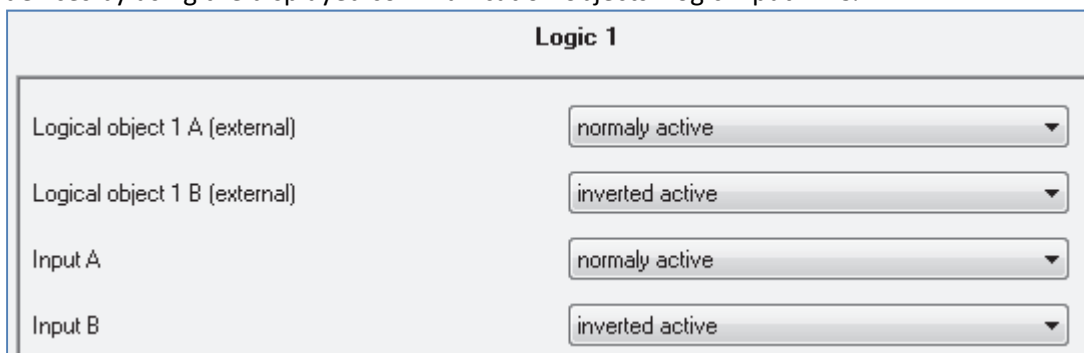 Logic 1
Logical object 1 A (external) normaly active
Logical object 1 B (external) inverted active
Input A normaly active
Input B inverted active